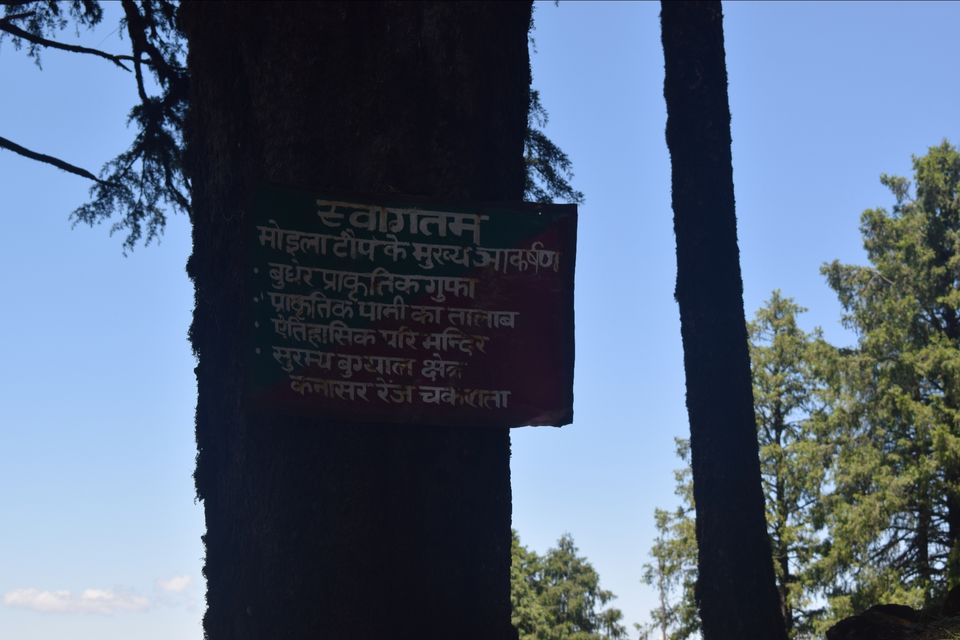 स्वागतम
मोइला टौप के मुख्य आकर्षण
· बुधेर प्राकृतिक गुफा
· प्राकृतिक पानी का तालाब
· ऐतिहासिक परि मन्दिर
· सुरम्य बुग्याल क्षेत्र
कनासर रेंज चकराता